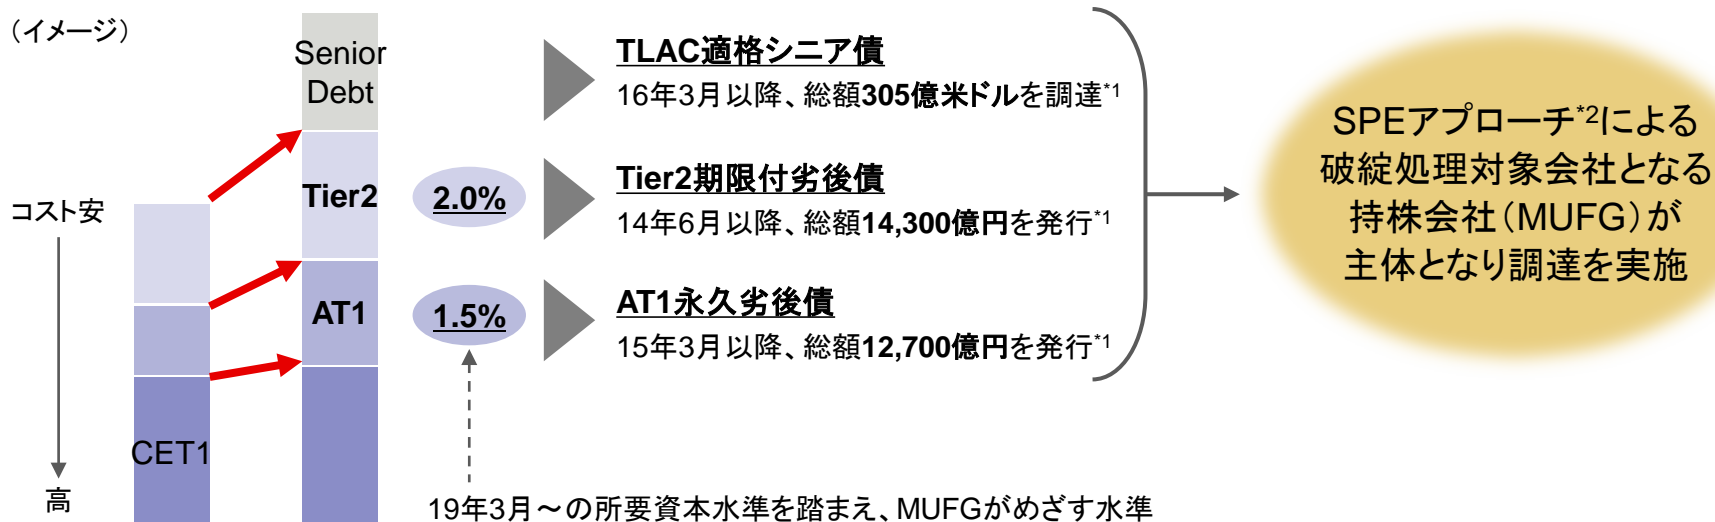 （イメージ）
コスト安
高
CET1
Senior
Debt
Tier2
AT1
2.0%
1.5%
TLAC適格シニア債
16年3月以降、総額305億米ドルを調達*1
Tier2期限付劣後債
14年6月以降、総額14,300億円を発行*1
AT1永久劣後債
15年3月以降、総額12,700億円を発行*1
19年3月～の所要資本水準を踏まえ、MUFGがめざす水準
SPEアプローチ*2による
破綻処理対象会社となる
持株会社（MUFG）が
主体となり調達を実施